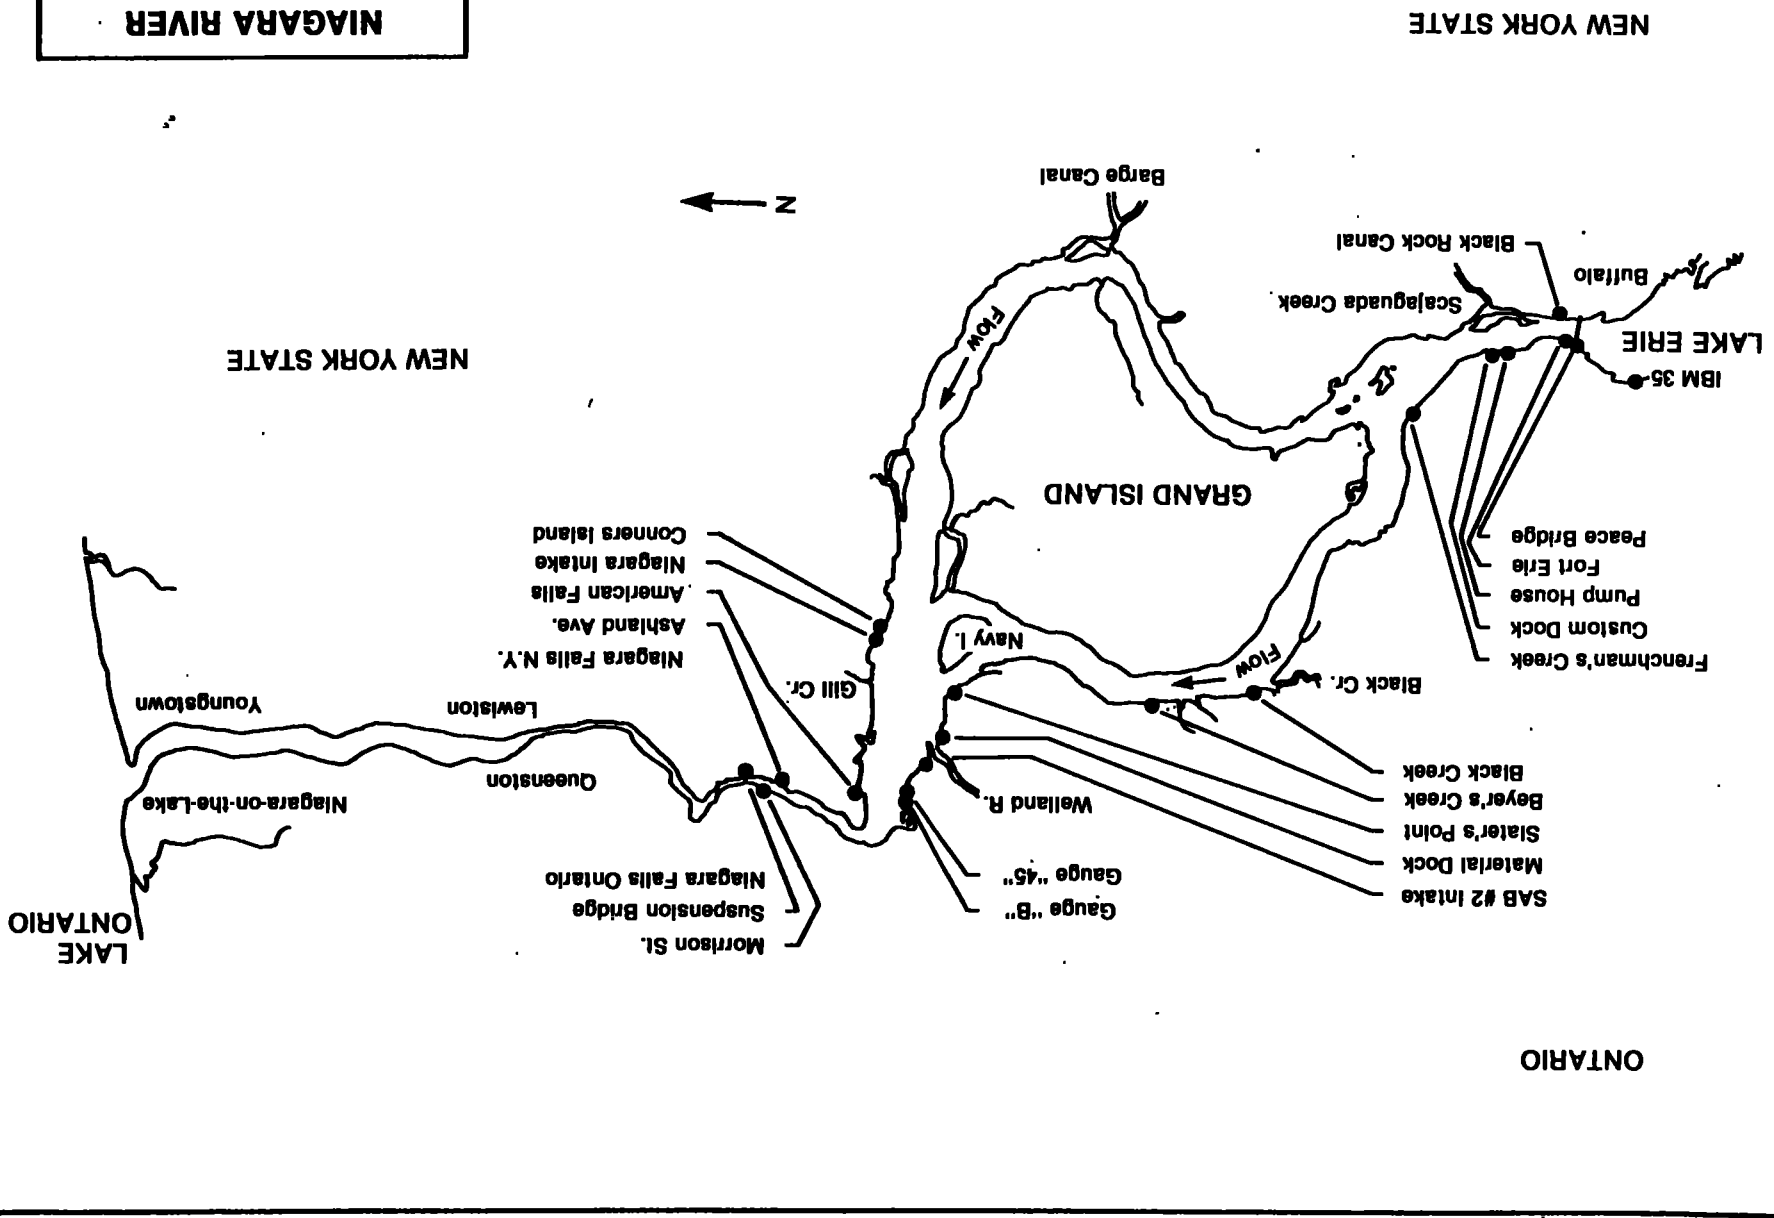 ONTARIO
LAKE
ONTARIO
SAB #2 Intake
Material Dock
Slater's Point
Beyer's Creek
Black Creek
Gauge "B"
Gauge "45"
Welland R.
Morrison St.
Suspension Bridge
Niagara Falls Ontario
Niagara-on-the-Lake
Queenston
Lewiston
Youngstown
Frenchman's Creek
Custom Dock
Pump House
Fort Erie
Peace Bridge
Black Cr.
Flow
Navy I.
Gill Cr.
Niagara Falls N.Y.
Ashland Ave.
American Falls
Niagara Intake
Conners Island
GRAND ISLAND
IBM 35
LAKE ERIE
Flow
NEW YORK STATE
Buffalo
Scajaguada Creek
Black Rock Canal
N
Barge Canal
NEW YORK STATE
NIAGARA RIVER